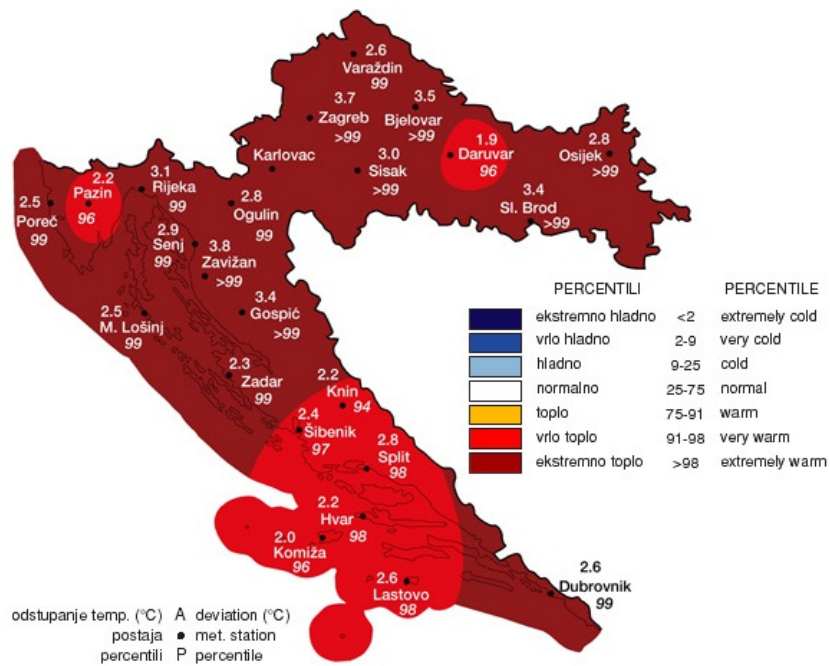 2.6
Varaždin
99
3.7
Zagreb
>99
3.5
Bjelovar
>99
1.9
Daruvar
96
2.8
Osijek
>99
Karlovac
3.0
Sisak
>99
3.4
Sl. Brod
>99
2.2
Pazin
96
3.1
Rijeka
99
2.5
Poreč
99
2.8
Ogulin
99
2.9
Senj
99
3.8
Zavižan
>99
3.4
Gospić
>99
2.5
M. Lošinj
99
2.3
Zadar
99
2.2
Knin
94
2.4
Šibenik
97
2.8
Split
98
2.2
Hvar
98
2.0
Komiža
96
2.6
Lastovo
98
2.6
Dubrovnik
99
PERCENTILI PERCENTILE
ekstremno hladno <2 extremely cold
vrlo hladno 2-9 very cold
hladno 9-25 cold
normalno 25-75 normal
toplo 75-91 warm
vrlo toplo 91-98 very warm
ekstremno toplo >98 extremely warm
odstupanje temp. (°C) A deviation (°C)
postaja ● met. station
percentili P percentile